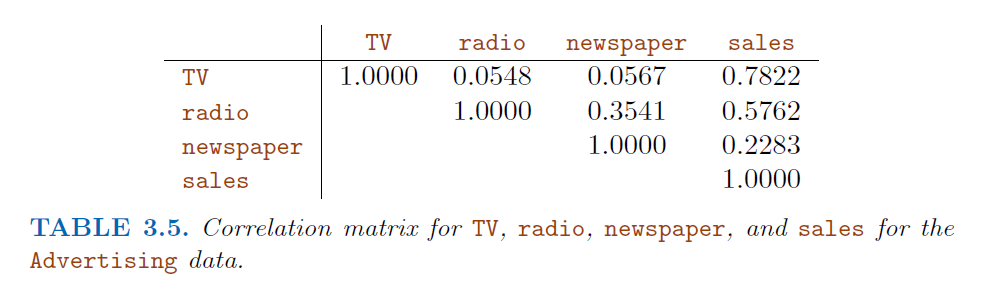 TV radio newspaper sales
TV 1.0000 0.0548 0.0567 0.7822
radio 1.0000 0.3541 0.5762
newspaper 1.0000 0.2283
sales 1.0000
TABLE 3.5. Correlation matrix for TV, radio, newspaper, and sales for the
Advertising data.